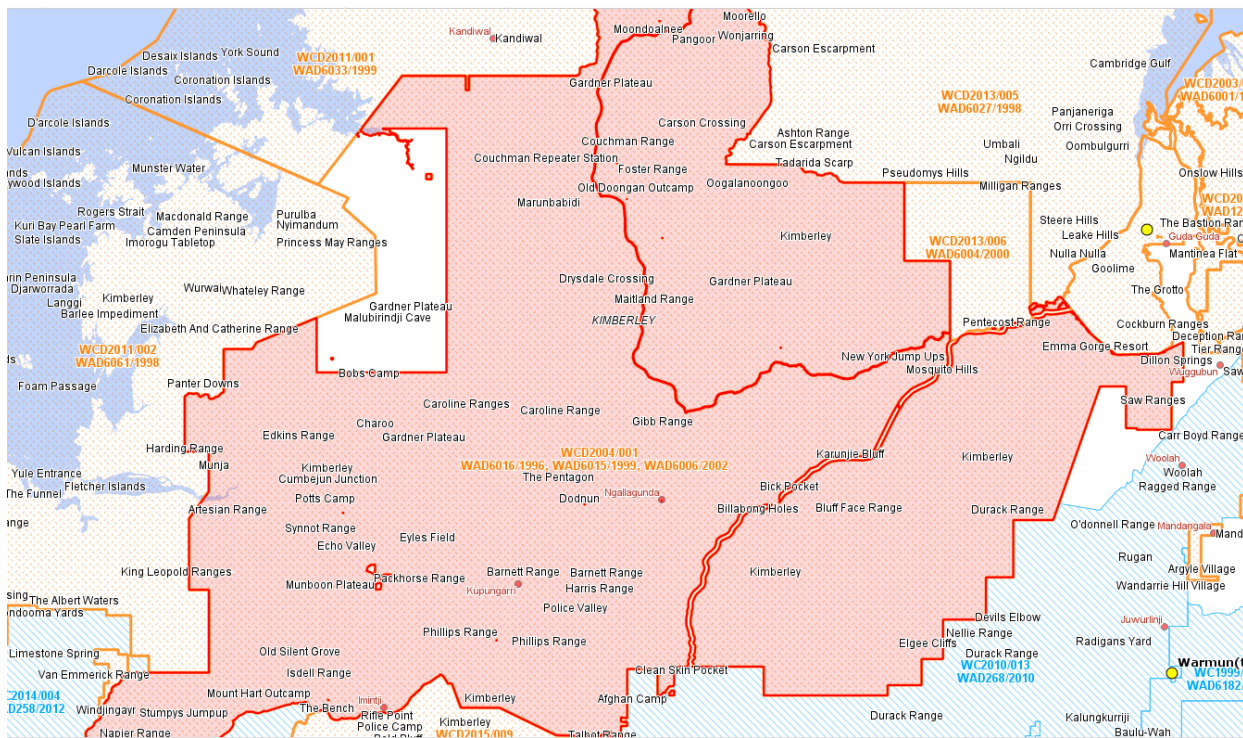 Moorello
Moondoalnee
Kandiwal
Kandiwal
Pangoor
Wonjarring
York Sound
Desaix Islands
WCD2011/001
WAD6033/1999
Carson Escarpment
Darcole Islands
Coronation Islands
Gardner Plateau
Cambridge Gulf
Coronation Islands
WCD2013/005
WAD6027/1998
Panjaneriga
D'arcole Islands
Carson Crossing
Orri Crossing
Ashton Range
Couchman Range
Carson Escarpment
Umbali
Oombulgurri
Vulcan Islands
Couchman Repeater Station
Ngildu
Munster Water
Foster Range
Tadarida Scarp
Pseudomys Hills
Onslow Hills
Old Doongan Outcamp
Oogalanoongoo
Milligan Ranges
Marunbabidi
Rogers Strait
Macdonald Range
Purulba
Kuri Bay Pearl Farm
Camden Peninsula
Nyimandum
Steere Hills
The Bastion Ran
Slate Islands
Imorogu Tabletop
Princess May Ranges
Kimberley
Leake Hills
Guda Guda
WCD2013/006
WAD6004/2000
Nulla Nulla
Mantinea Flat
Goolime
Djarworrada
Drysdale Crossing
Gardner Plateau
Wurwai
Whateley Range
The Grotto
Langgi
Kimberley
Maitland Range
Barlee Impediment
Gardner Plateau
Malubirindji Cave
KIMBERLEY
Pentecost Range
Cockburn Ranges
Elizabeth And Catherine Range
Deception Ran
WCD2011/002
WAD6061/1998
Emma Gorge Resort
Tier Range
New York Jump Ups
Dillon Springs
Mosquito Hills
Wuggubun
Foam Passage
Panter Downs
Bobs Camp
Caroline Ranges
Caroline Range
Saw Ranges
Charoo
Gibb Range
Edkins Range
Gardner Plateau
Carr Boyd Range
Harding Range
WCD2004/001
WAD6016/1996, WAD6015/1999, WAD6006/2002
Karunjie Bluff
Kimberley
Munja
Kimberley
Woolah
Yule Entrance
Cumbejun Junction
The Pentagon
Woolah
Fletcher Islands
Bick Pocket
Ragged Range
The Funnel
Potts Camp
Dodnun
Ngallagunda
Artesian Range
Billabong Holes
Bluff Face Range
Durack Range
Synnot Range
O'donnell Range
Mandangala
Eyles Field
Echo Valley
Rugan
King Leopold Ranges
Barnett Range
Barnett Range
Kimberley
Argyle Village
Munboon Plateau
Packhorse Range
Kupungarri
Harris Range
Wandarrie Hill Village
The Albert Waters
Police Valley
Devils Elbow
Juwurlinji
Phillips Range
Phillips Range
Elgee Cliffs
Nellie Range
Radigans Yard
Limestone Spring
Old Silent Grove
Durack Range
Van Emmerick Range
Isdell Range
Clean Skin Pocket
WC2010/013
WAD268/2010
Warmun(t
Mount Hart Outcamp
Kimberley
Afghan Camp
Windjingayr
Stumpys Jumpup
The Bench
Imintji
Rifle Point
Durack Range
Kalungkurriji
Kimberley
Police Camp
Napier Range
WCD2015/009
Talbot Range
Baulu-Wah